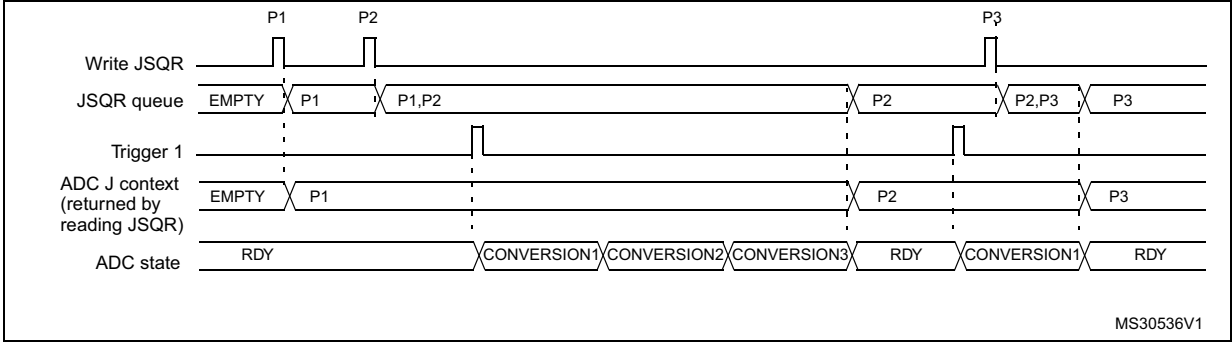 P1 P2 P3
Write JSQR
JSQR queue EMPTY P1 P1,P2 P2 P2,P3 P3
Trigger 1
ADC J context
(returned by
reading JSQR)
EMPTY P1 P2 P3
ADC state RDY CONVERSION1 CONVERSION2 CONVERSION3 RDY CONVERSION1 RDY
MS30536V1